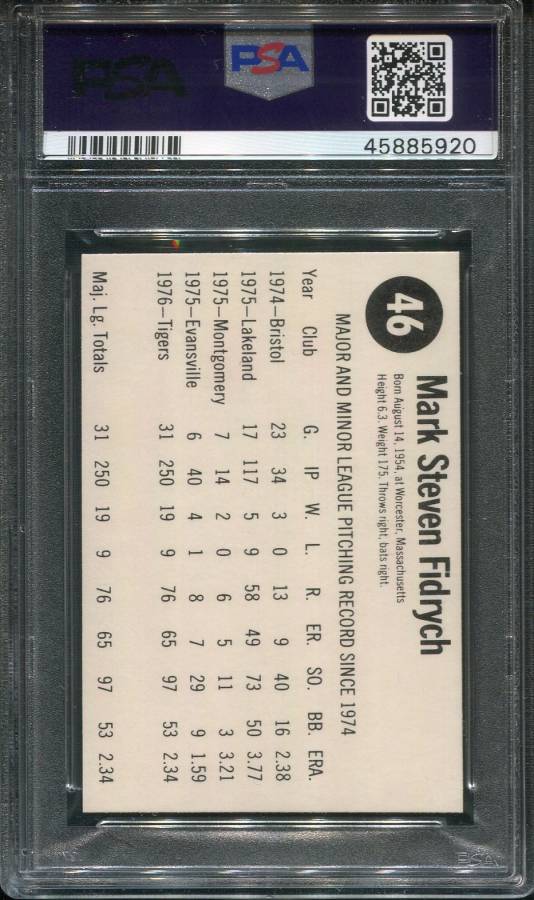 PSA
PSA
45885920
46
Mark Steven Fidrych
Born August 14, 1954, at Worcester, Massachusetts
Height 6.3. Weight 175. Throws right, bats right.
MAJOR AND MINOR LEAGUE PITCHING RECORD SINCE 1974
Year Club G. IP W. L. R. ER. SO. BB. ERA.
1974—Bristol 23 34 3 0 13 9 40 16 2.38
1975—Lakeland 17 117 5 9 58 49 73 50 3.77
1975—Montgomery 7 14 2 0 6 5 11 3 3.21
1975—Evansville 6 40 4 1 8 7 29 9 1.59
1976—Tigers 31 250 19 9 76 65 97 53 2.34
Maj. Lg. Totals 31 250 19 9 76 65 97 53 2.34
PSA